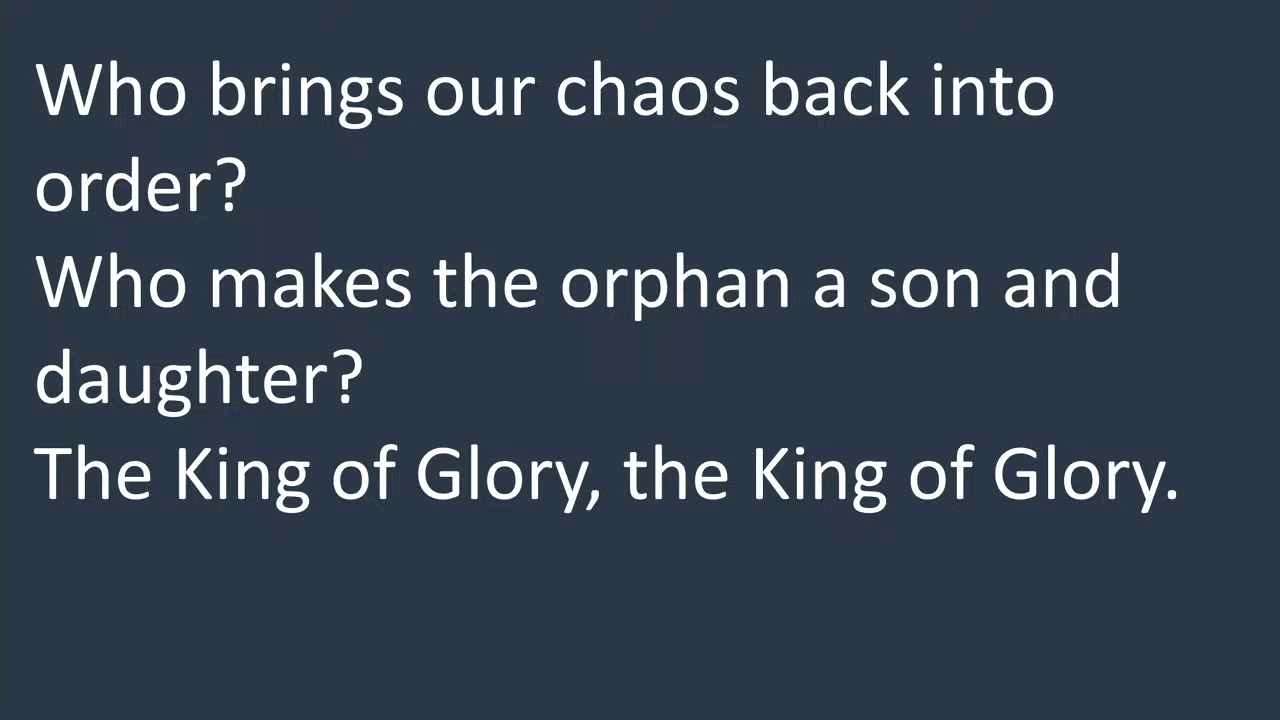 Who brings our chaos back into
order?
Who makes the orphan a son and
daughter?
The King of Glory, the King of Glory.